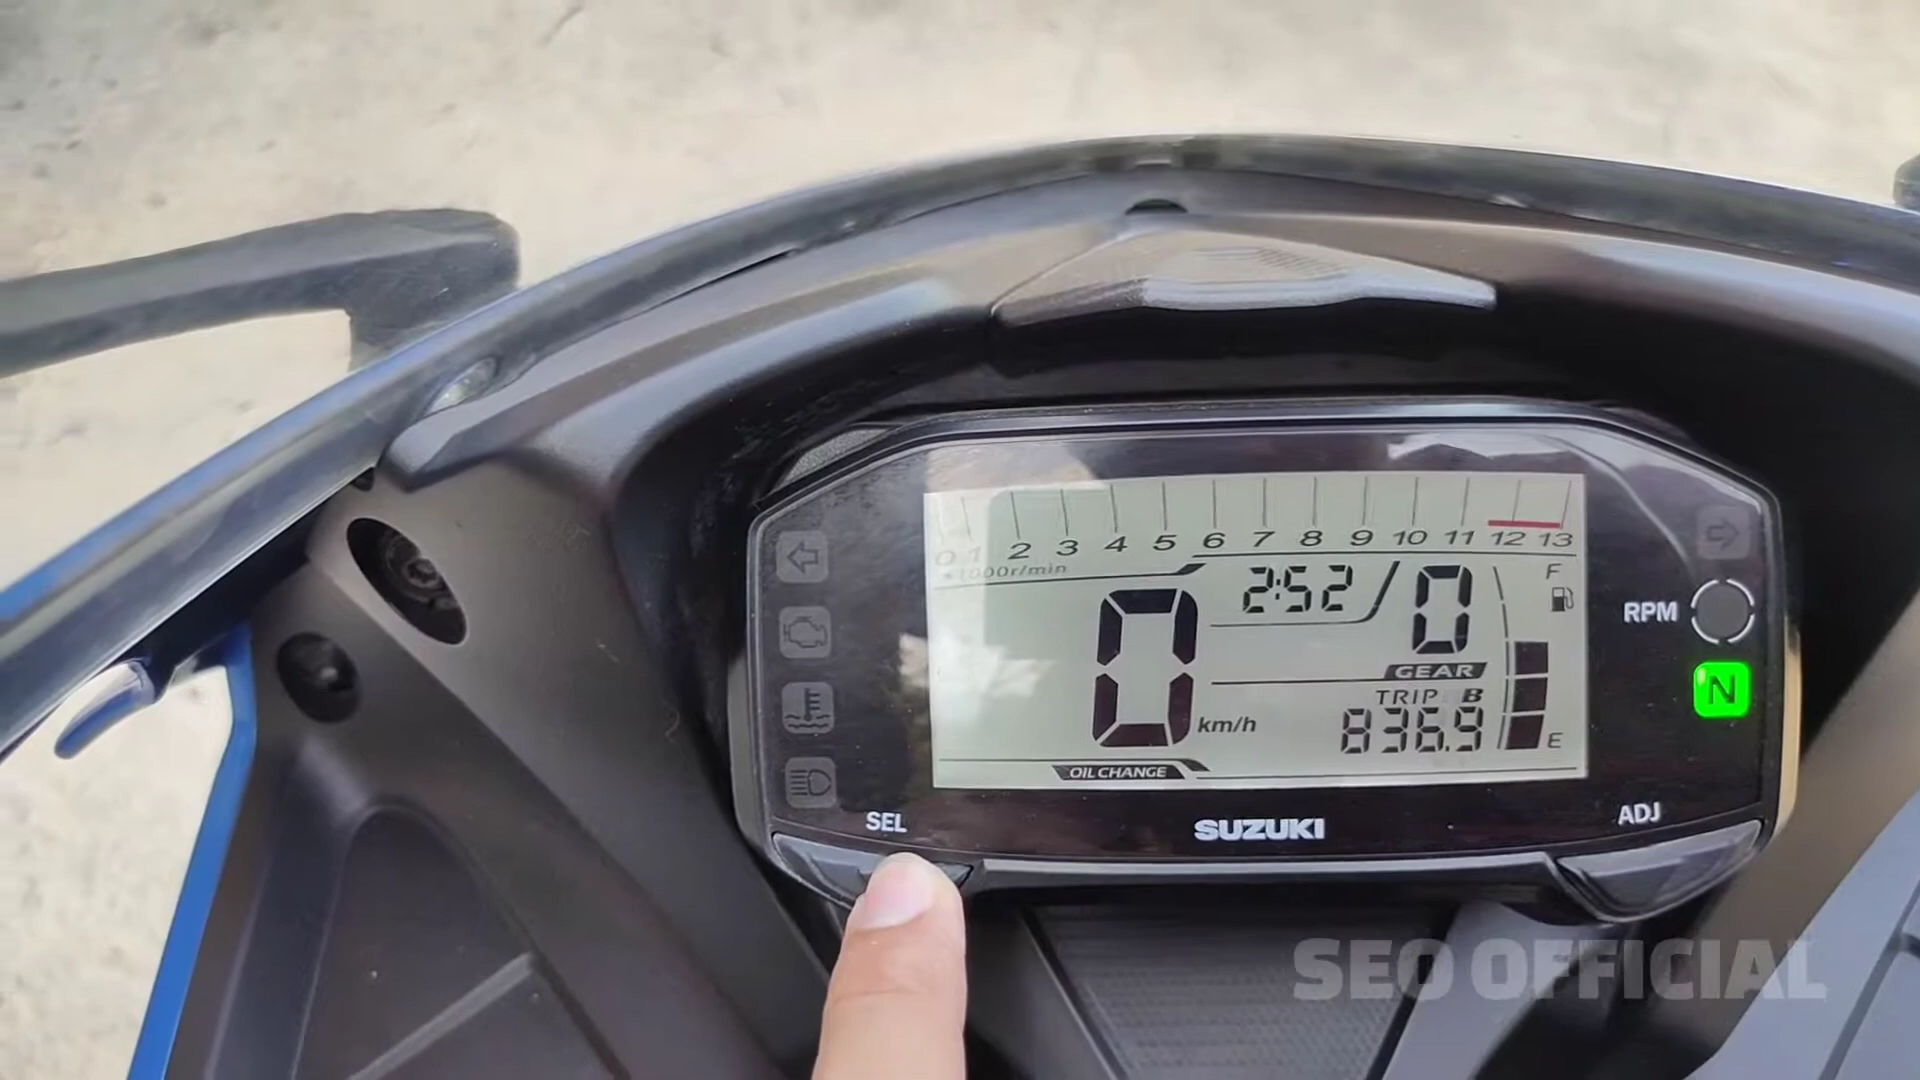 0 1 2 3 4 5 6 7 8 9 10 11 12 13
×1000r/min
2:52
0
F
GEAR
RPM
N
TRIP B
836.9
0 km/h
E
OIL CHANGE
SEL
SUZUKI
ADJ
SEO OFFICIAL